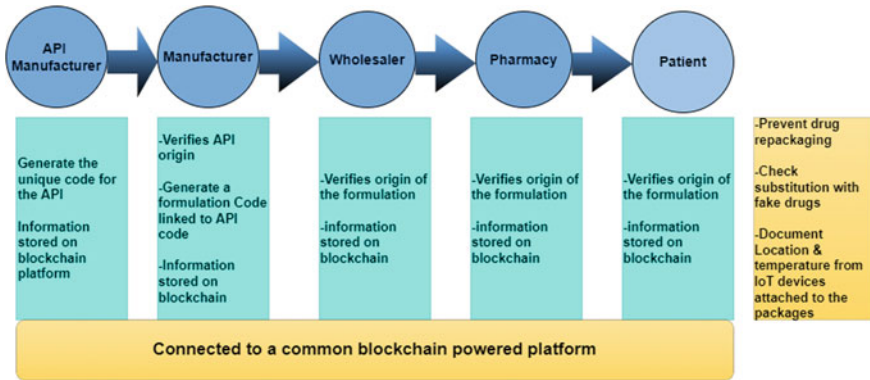 API
Manufacturer
Manufacturer
Wholesaler
Pharmacy
Patient
Generate the
unique code for
the API
Information
stored on
blockchain
platform
-Verifies API
origin
-Generate a
formulation Code
linked to API
code
-Information
stored on
blockchain
-Verifies origin of
the formulation
-information
stored on
blockchain
-Verifies origin of
the formulation
-information
stored on
blockchain
-Verifies origin of
the formulation
-information
stored on
blockchain
-Prevent drug
repackaging
-Check
substitution with
fake drugs
-Document
Location &
temperature from
IoT devices
attached to the
packages
Connected to a common blockchain powered platform